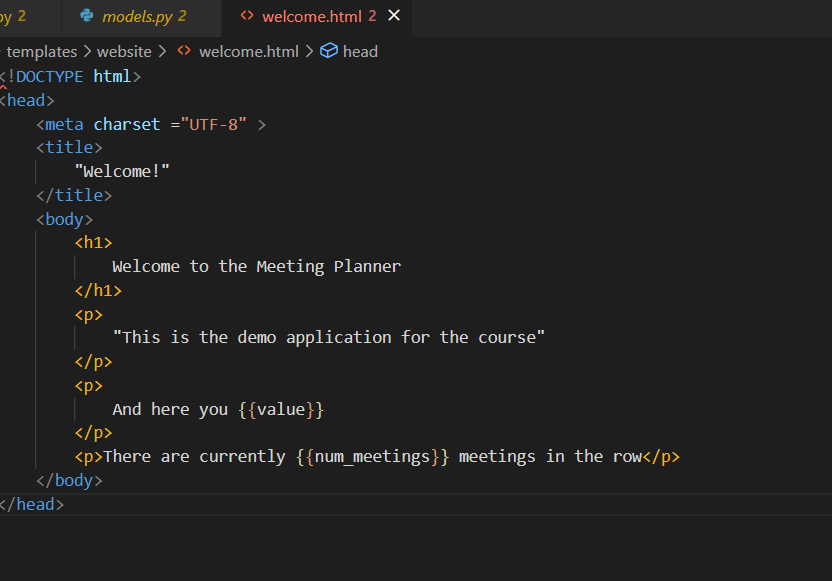 py 2 models.py 2 welcome.html 2
templates > website > welcome.html > head
<!DOCTYPE html>
<head>
<meta charset ="UTF-8" >
<title>
"Welcome!"
</title>
<body>
<h1>
Welcome to the Meeting Planner
</h1>
<p>
"This is the demo application for the course"
</p>
<p>
And here you {{value}}
</p>
<p>There are currently {{num_meetings}} meetings in the row</p>
</body>
</head>